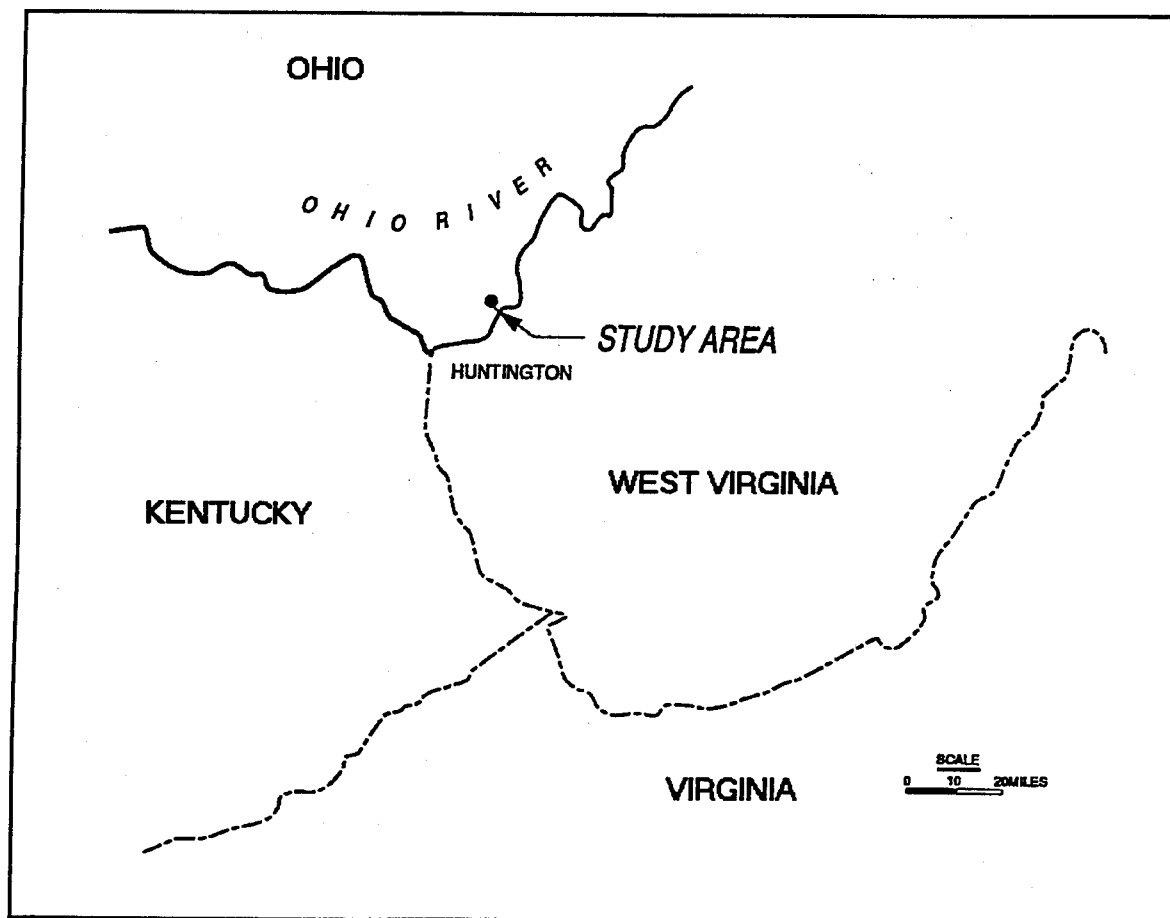 OHIO
OHIO RIVER
STUDY AREA
HUNTINGTON
WEST VIRGINIA
KENTUCKY
SCALE
0 10 20MILES
VIRGINIA